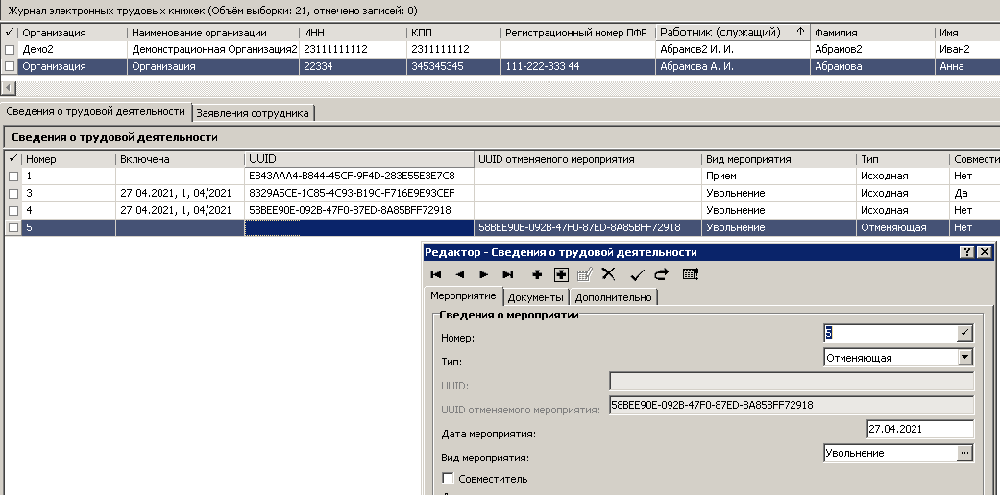 Журнал электронных трудовых книжек (Объём выборки: 21, отмечено записей: 0)
Организация Наименование организации ИНН КПП Регистрационный номер ПФР Работник (служащий) Фамилия Имя
Демо2 Демонстрационная Организация2 23111111112 2311111112 Абрамов2 И. И. Абрамов2 Иван2
Организация Организация 22334 345345345 111-222-333 44 Абрамова А. И. Абрамова Анна
Сведения о трудовой деятельности Заявления сотрудника
Сведения о трудовой деятельности
Номер Включена UUID UUID отменяемого мероприятия Вид мероприятия Тип Совмести
1 EB43AAA4-B844-45CF-9F4D-283E55E3E7C8 Прием Исходная Нет
3 27.04.2021, 1, 04/2021 8329A5CE-1C85-4C93-B19C-F716E9E93CEF Увольнение Исходная Да
4 27.04.2021, 1, 04/2021 58BEE90E-092B-47F0-87ED-8A85BFF72918 Увольнение Исходная Нет
5 58BEE90E-092B-47F0-87ED-8A85BFF72918 Увольнение Отменяющая Нет
Редактор - Сведения о трудовой деятельности
Мероприятие Документы Дополнительно
Сведения о мероприятии
Номер: 5
Тип: Отменяющая
UUID:
UUID отменяемого мероприятия: 58BEE90E-092B-47F0-87ED-8A85BFF72918
Дата мероприятия: 27.04.2021
Вид мероприятия: Увольнение ...
Совместитель